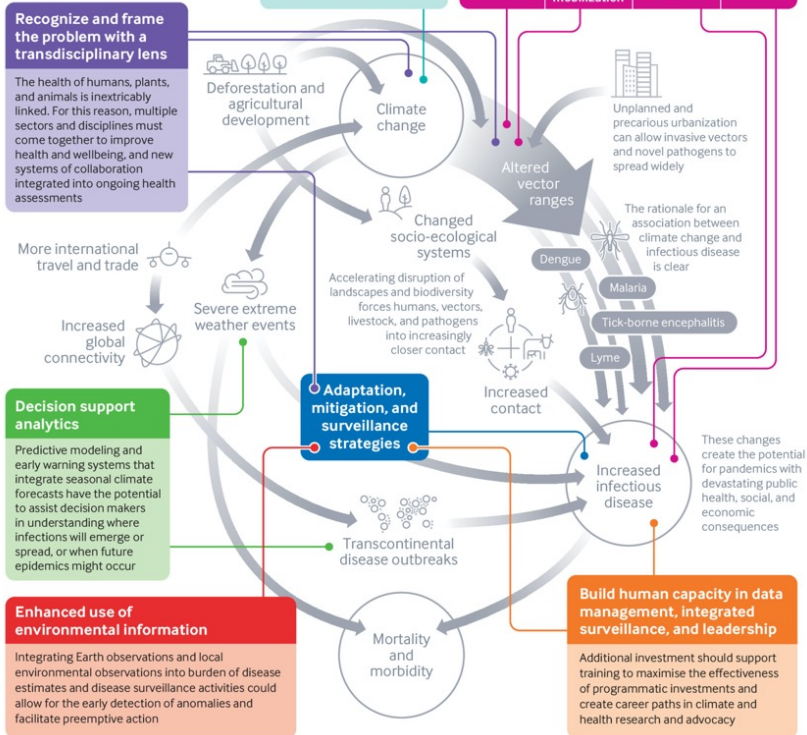 mobilization
Recognize and frame
the problem with a
transdisciplinary lens
The health of humans, plants,
and animals is inextricably
linked. For this reason, multiple
sectors and disciplines must
come together to improve
health and wellbeing, and new
systems of collaboration
integrated into ongoing health
assessments
Deforestation and
agricultural
development
Climate
change
Altered
vector
ranges
Unplanned and
precarious urbanization
can allow invasive vectors
and novel pathogens to
spread widely
Changed
socio-ecological
systems
The rationale for an
association between
climate change and
infectious disease
is clear
More international
travel and trade
Dengue
Malaria
Tick-borne encephalitis
Lyme
Accelerating disruption of
landscapes and biodiversity
forces humans, vectors,
livestock, and pathogens
into increasingly
closer contact
Severe extreme
weather events
Increased
global
connectivity
Increased
contact
Adaptation,
mitigation, and
surveillance
strategies
Decision support
analytics
Predictive modeling and
early warning systems that
integrate seasonal climate
forecasts have the potential
to assist decision makers
in understanding where
infections will emerge or
spread, or when future
epidemics might occur
Increased
infectious
disease
These changes
create the potential
for pandemics with
devastating public
health, social, and
economic
consequences
Transcontinental
disease outbreaks
Enhanced use of
environmental information
Integrating Earth observations and local
environmental observations into burden of disease
estimates and disease surveillance activities could
allow for the early detection of anomalies and
facilitate preemptive action
Mortality
and
morbidity
Build human capacity in data
management, integrated
surveillance, and leadership
Additional investment should support
training to maximise the effectiveness
of programmatic investments and
create career paths in climate and
health research and advocacy